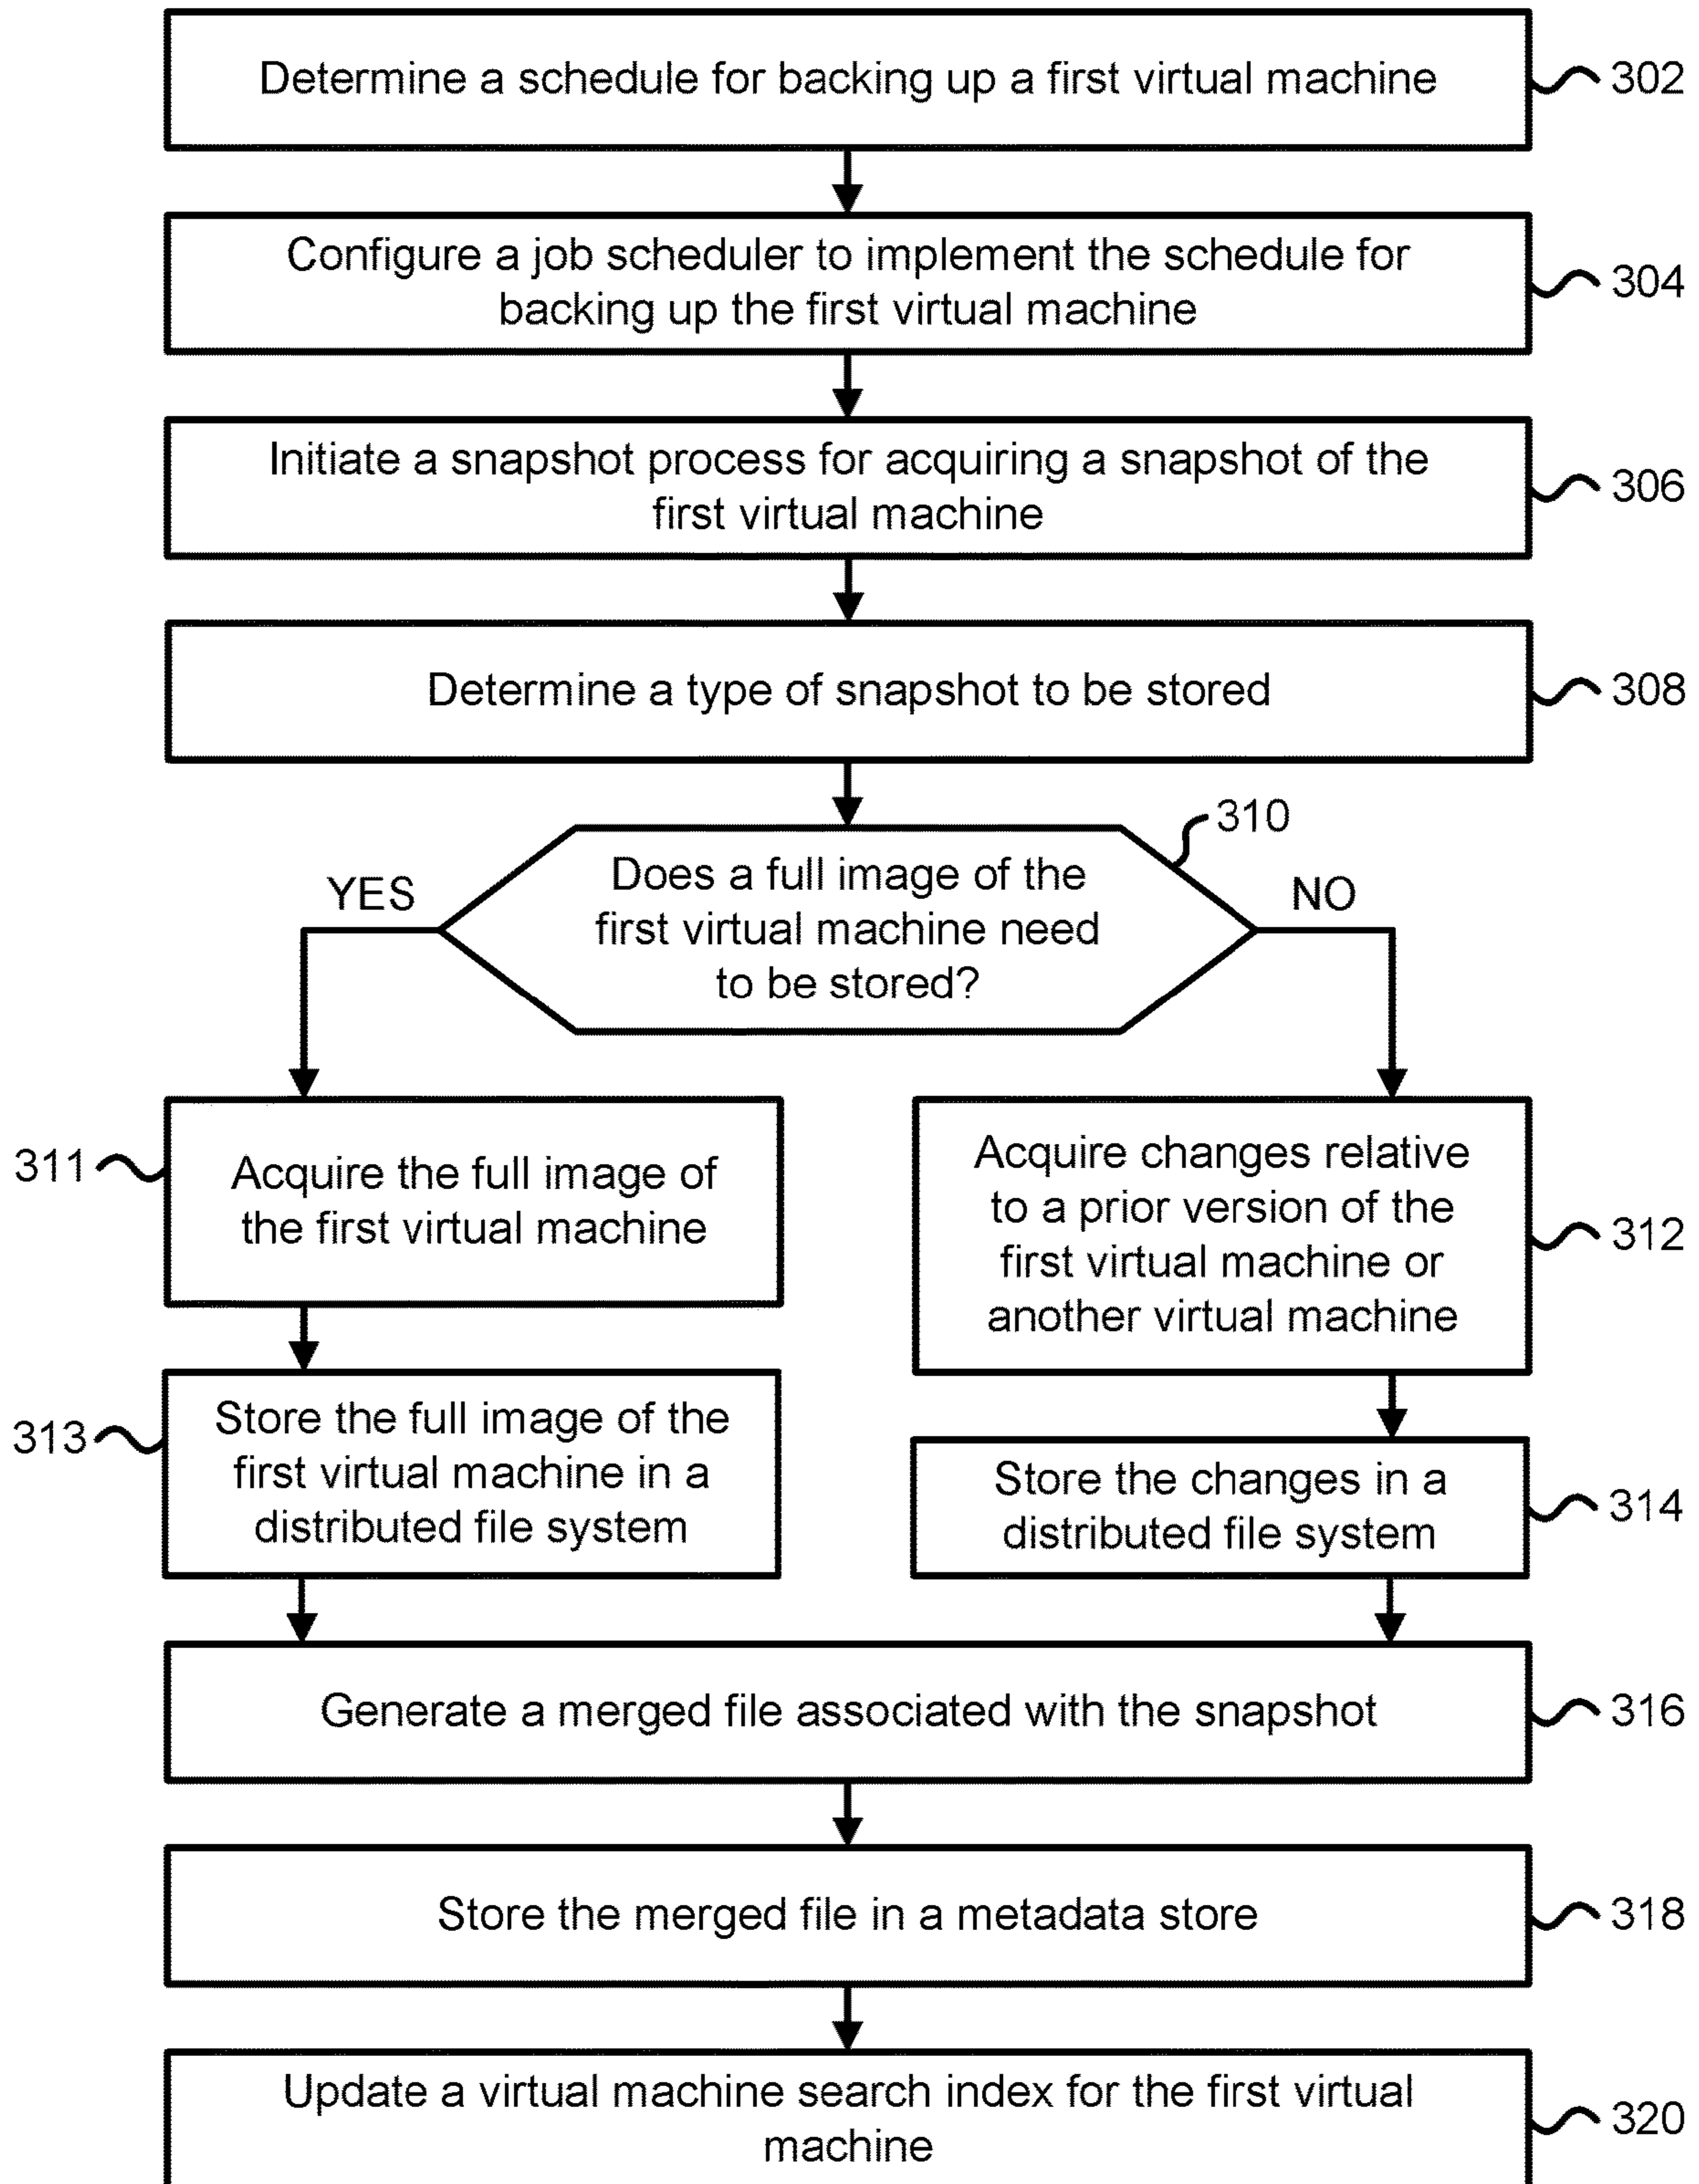 Determine a schedule for backing up a first virtual machine
302
Configure a job scheduler to implement the schedule for
backing up the first virtual machine
304
Initiate a snapshot process for acquiring a snapshot of the
first virtual machine
306
Determine a type of snapshot to be stored
308
310
Does a full image of the
first virtual machine need
to be stored?
YES
NO
311
Acquire the full image of
the first virtual machine
Acquire changes relative
to a prior version of the
first virtual machine or
another virtual machine
312
313
Store the full image of the
first virtual machine in a
distributed file system
Store the changes in a
distributed file system
314
Generate a merged file associated with the snapshot
316
Store the merged file in a metadata store
318
Update a virtual machine search index for the first virtual
machine
320